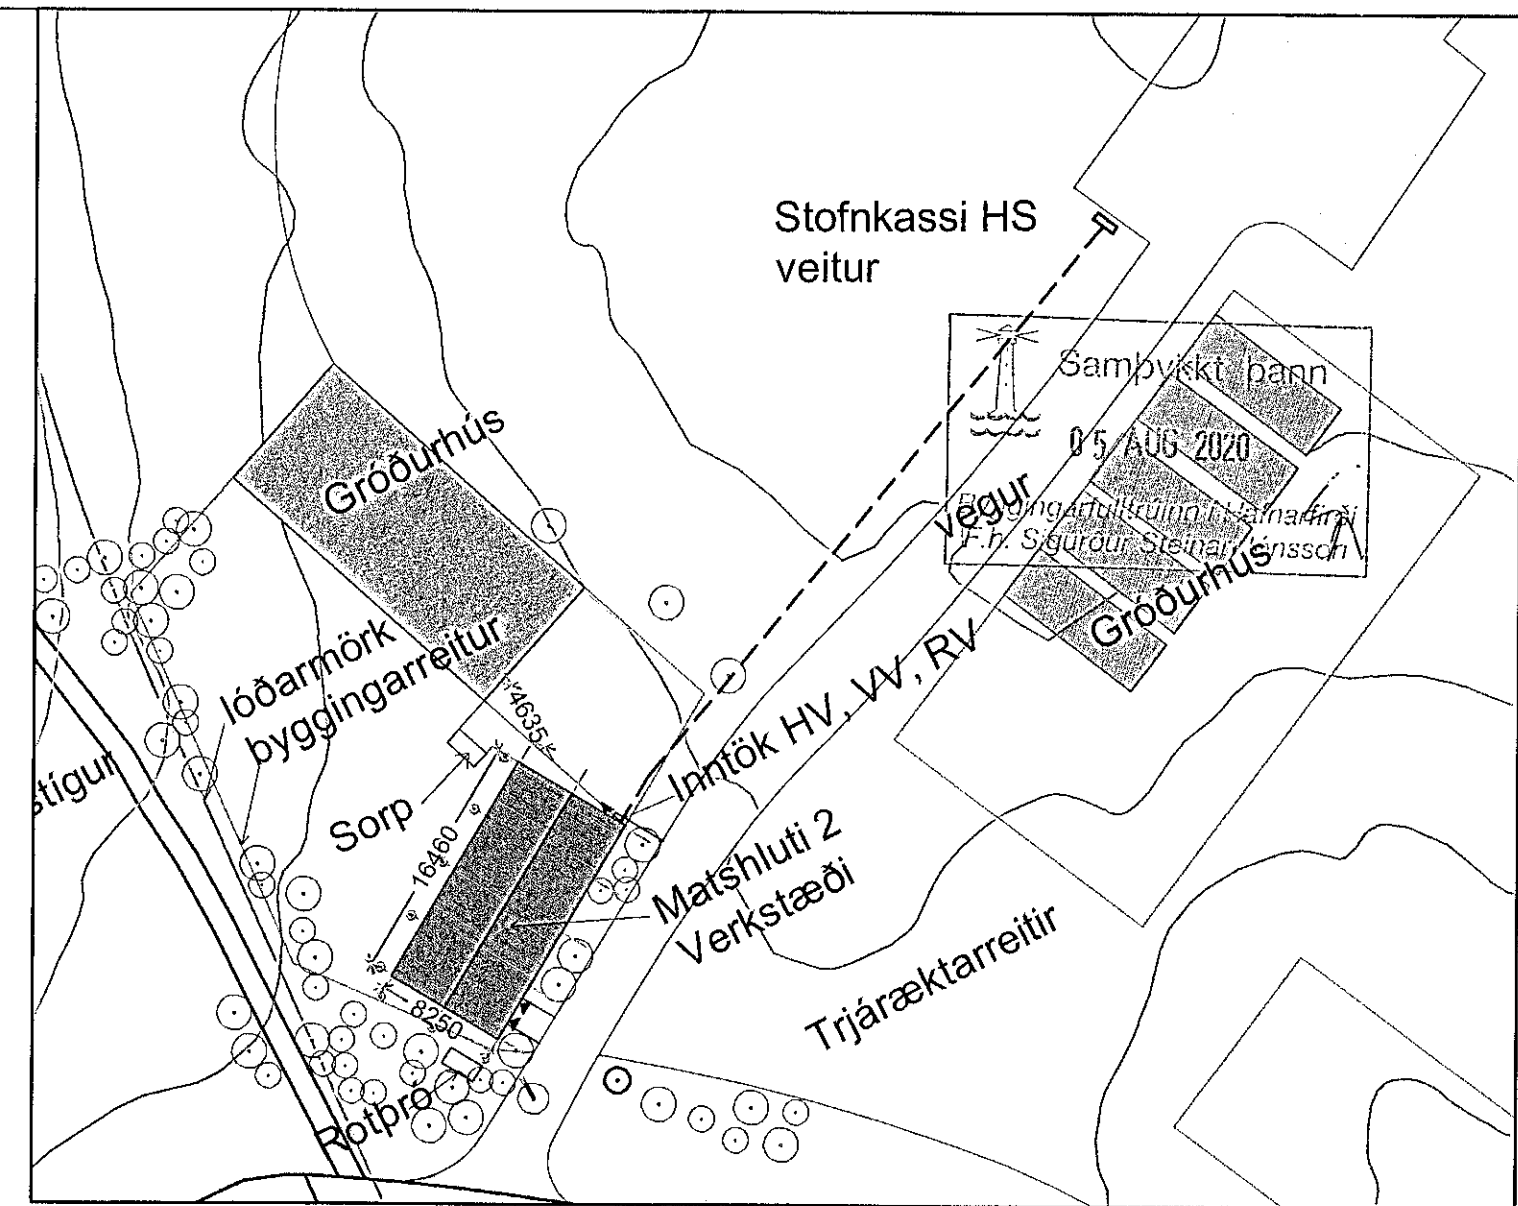 Stofnkassi HS
veitur
Samþykkt þann
05 AUG 2020
Byggingarfulltrúinn í Hafnarfirði
F.h. Sigurður Steinar Jónsson
Gróðurhús
vegur
Gróðurhús
lóðarmörk
byggingarreitur
4635
Inntök HV, VV, RV
stígur
Sorp
16460
Matshluti 2
Verkstæði
8250
Trjáræktarreitir
Rotþró